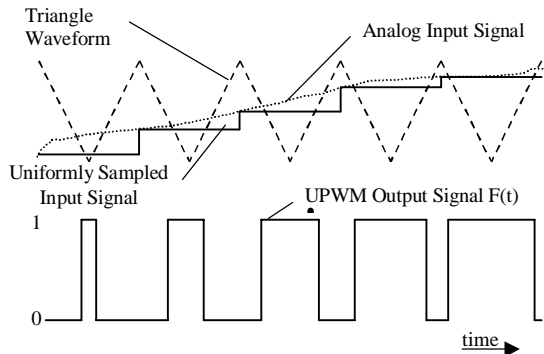 Triangle
Waveform
Analog Input Signal
Uniformly Sampled
Input Signal
UPWM Output Signal F(t)
1
0
time